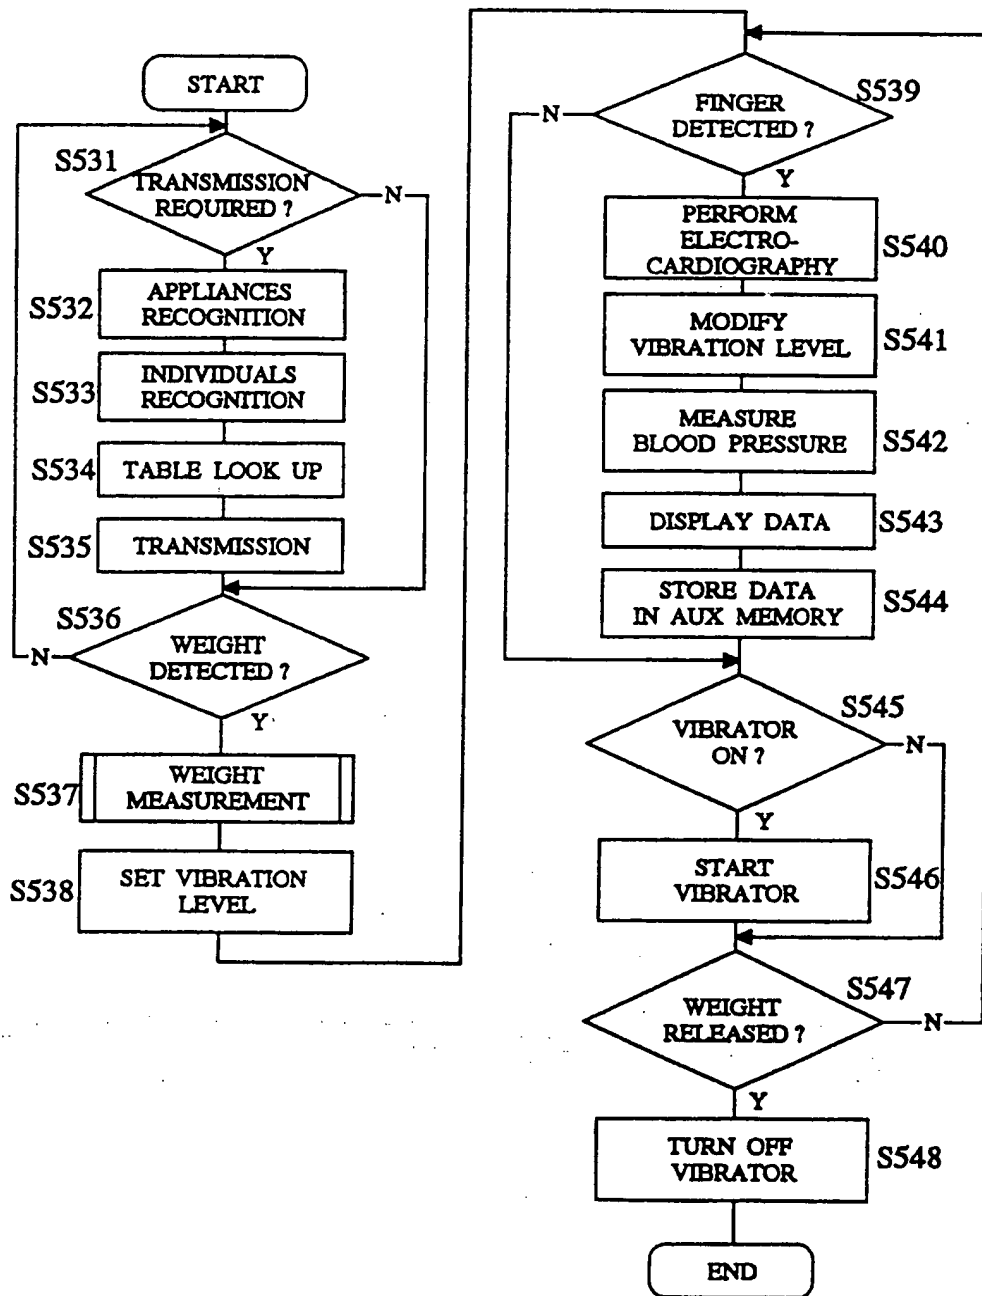 START
S531
TRANSMISSION
REQUIRED ?
N
Y
S532
APPLIANCES
RECOGNITION
S533
INDIVIDUALS
RECOGNITION
S534
TABLE LOOK UP
S535
TRANSMISSION
S536
WEIGHT
DETECTED ?
N
Y
S537
WEIGHT
MEASUREMENT
S538
SET VIBRATION
LEVEL
S539
FINGER
DETECTED ?
N
Y
PERFORM
ELECTRO-
CARDIOGRAPHY
S540
MODIFY
VIBRATION LEVEL
S541
MEASURE
BLOOD PRESSURE
S542
DISPLAY DATA
S543
STORE DATA
IN AUX MEMORY
S544
S545
VIBRATOR
ON ?
N
Y
START
VIBRATOR
S546
S547
WEIGHT
RELEASED ?
N
Y
TURN OFF
VIBRATOR
S548
END